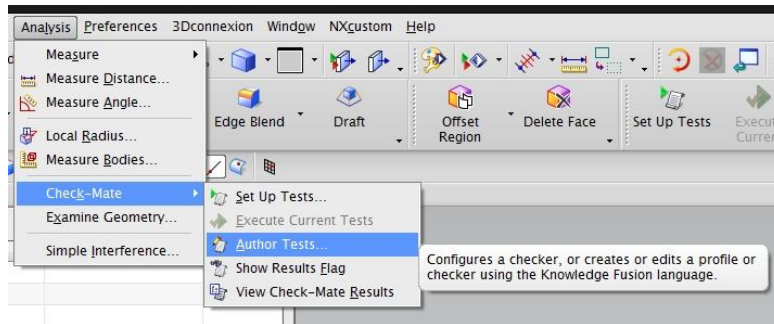 Analysis Preferences 3Dconnexion Window NXcustom Help
Measure
Measure Distance...
Measure Angle...
Local Radius...
Measure Bodies...
Check-Mate
Examine Geometry...
Simple Interference...
Edge Blend
Draft
Offset
Region
Delete Face
Set Up Tests
Set Up Tests...
Execute Current Tests
Author Tests...
Show Results Flag
View Check-Mate Results
Configures a checker, or creates or edits a profile or
checker using the Knowledge Fusion language.